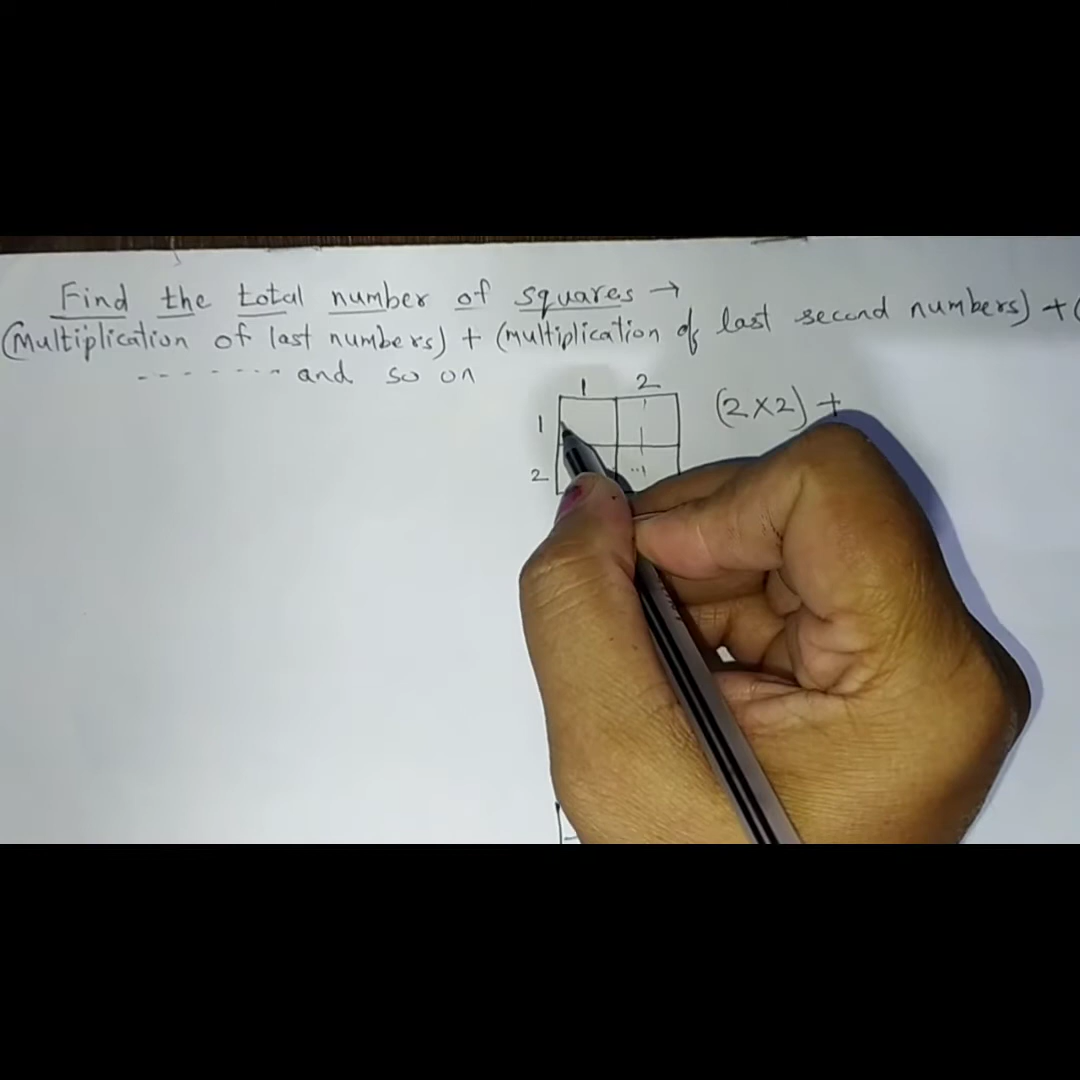 Find the total number of squares →
(Multiplication of last numbers) + (multiplication of last second numbers) + (
- - - - - - - and so on
1 2
1
2
(2×2) +